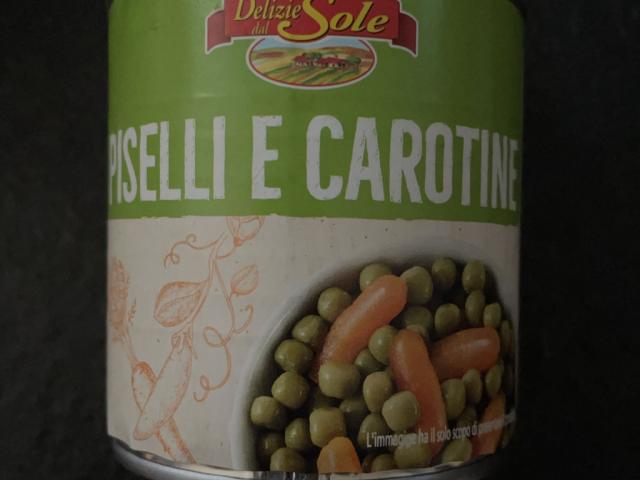 Delizie
dal Sole
PISELLI E CAROTINE
L'immagine ha il solo scopo di